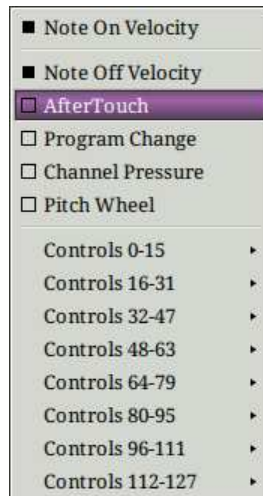 Note On Velocity
Note Off Velocity
AfterTouch
Program Change
Channel Pressure
Pitch Wheel
Controls 0-15
Controls 16-31
Controls 32-47
Controls 48-63
Controls 64-79
Controls 80-95
Controls 96-111
Controls 112-127